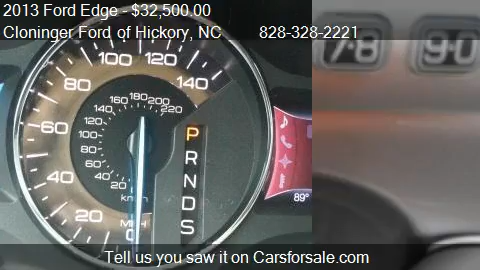 2013 Ford Edge - $32,500.00
Cloninger Ford of Hickory, NC 828-328-2221
7·8 9·0
100 120
80 140
60
40
20
0
MPH
180
160 200
140 220
120
100
80
60
40
20
km/h
P
R
N
D
S
89°
Tell us you saw it on Carsforsale.com